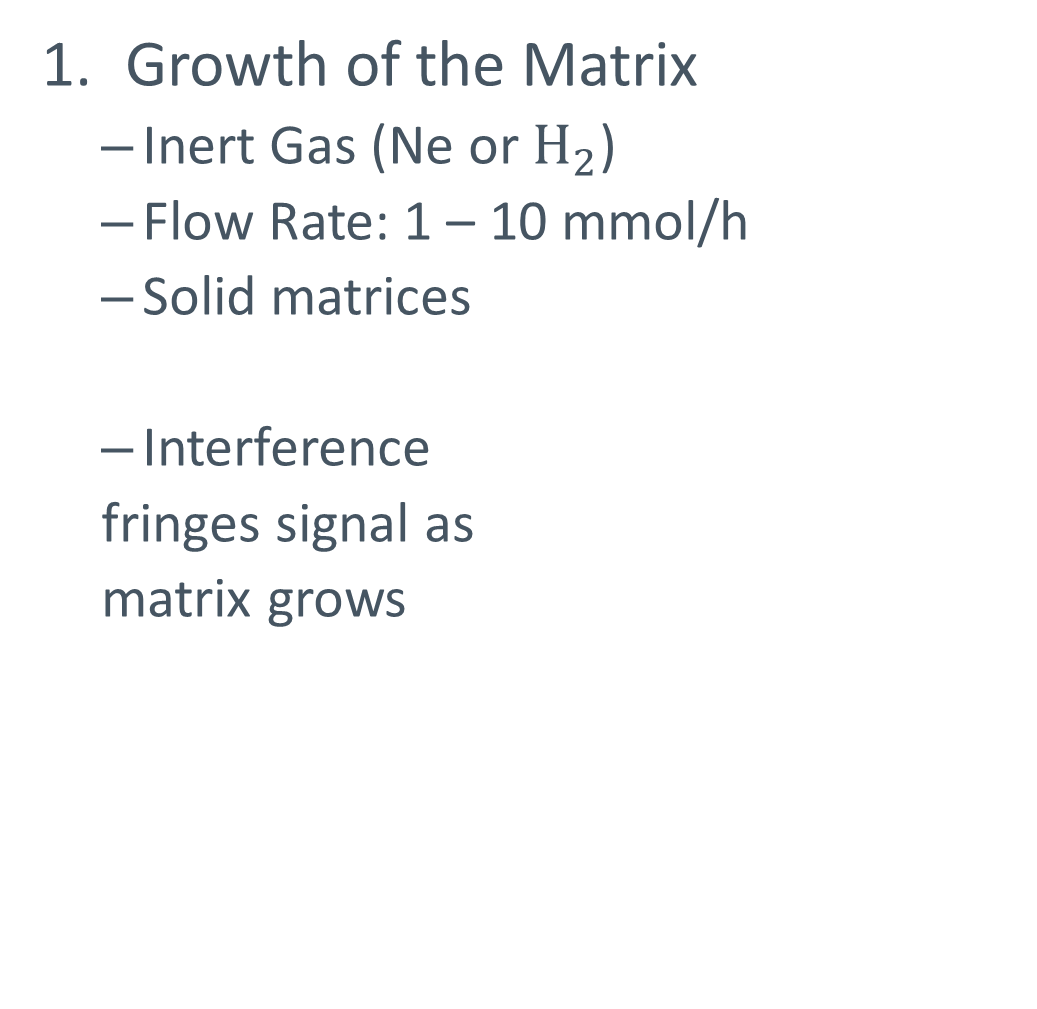 1. Growth of the Matrix
– Inert Gas (Ne or H₂)
– Flow Rate: 1 – 10 mmol/h
– Solid matrices
– Interference
fringes signal as
matrix grows